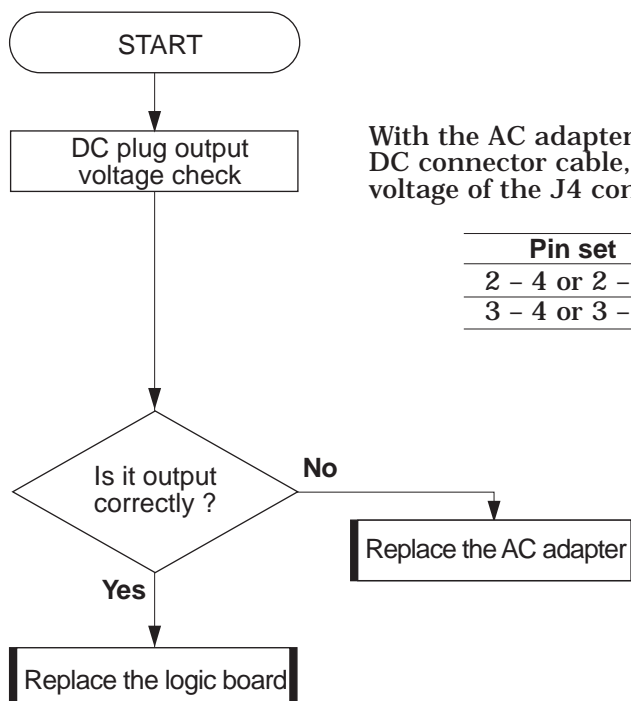 START
DC plug output
voltage check
With the AC adapter
DC connector cable,
voltage of the J4
Pin set
2 – 4 or 2 –
3 – 4 or 3 –
Is it output
correctly ?
No
Replace the AC adapter
Yes
Replace the logic board